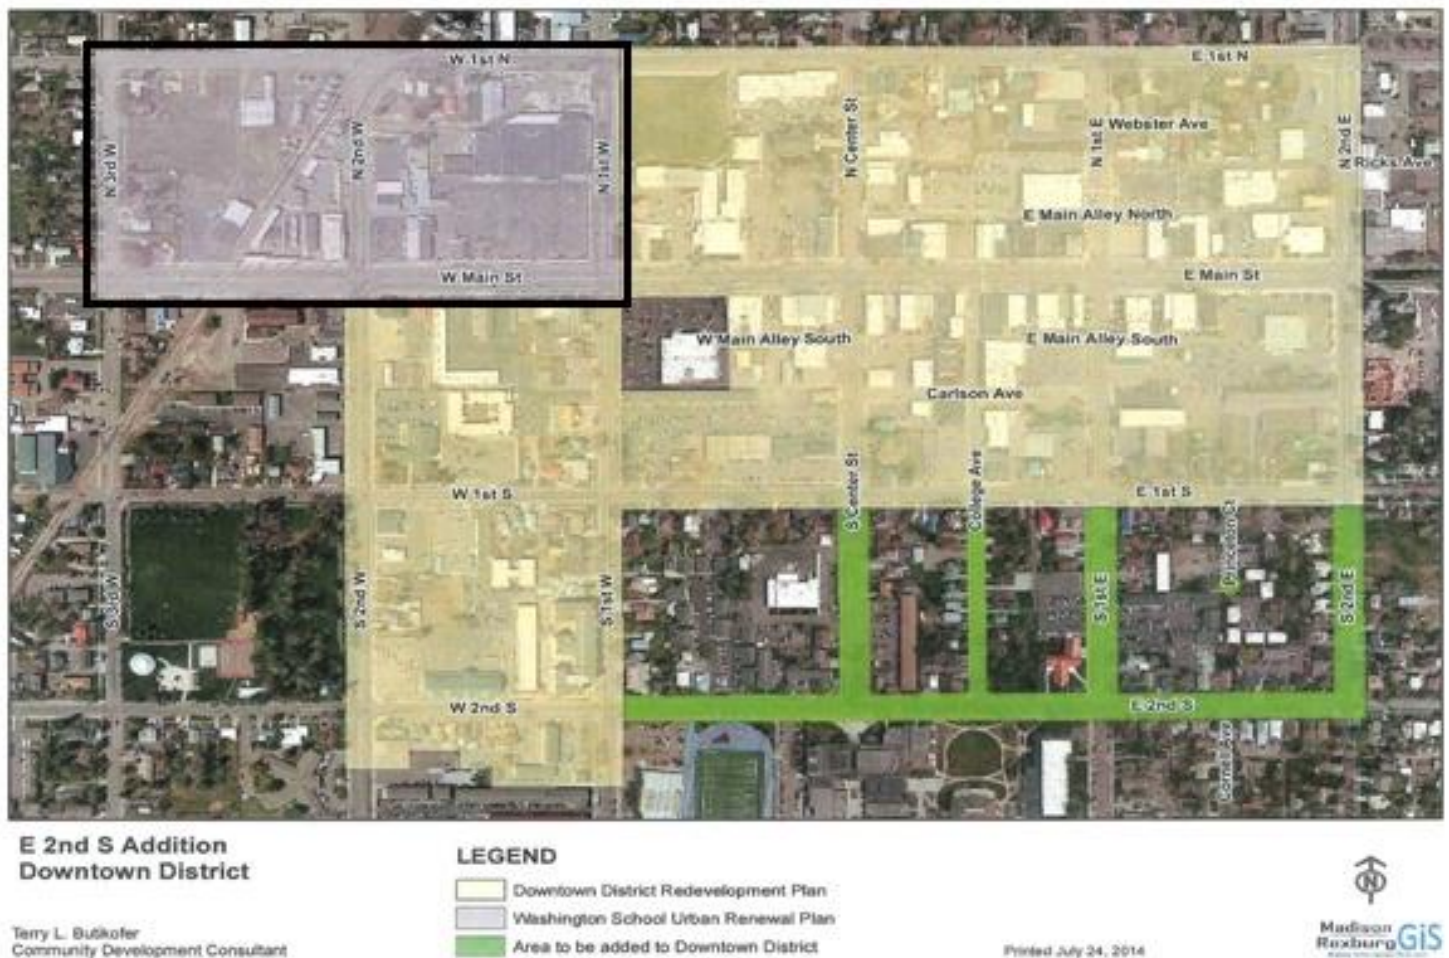 W 1st N
E 1st N
N Center St
N 1st E
Webster Ave
N 2nd E
Ricks Ave
N 3rd W
N 2nd W
N 1st W
E Main Alley North
W Main St
E Main St
W Main Alley South
E Main Alley South
Carlson Ave
S Center St
College Ave
W 1st S
E 1st S
Princeton Ct
S 3rd W
S 2nd W
S 1st W
S 1st E
S 2nd E
W 2nd S
E 2nd S
Cornell Ave
E 2nd S Addition
Downtown District
LEGEND
Downtown District Redevelopment Plan
Washington School Urban Renewal Plan
Area to be added to Downtown District
Terry L. Butikofer
Community Development Consultant
Printed July 24, 2014
N
Madison
Rexburg GiS